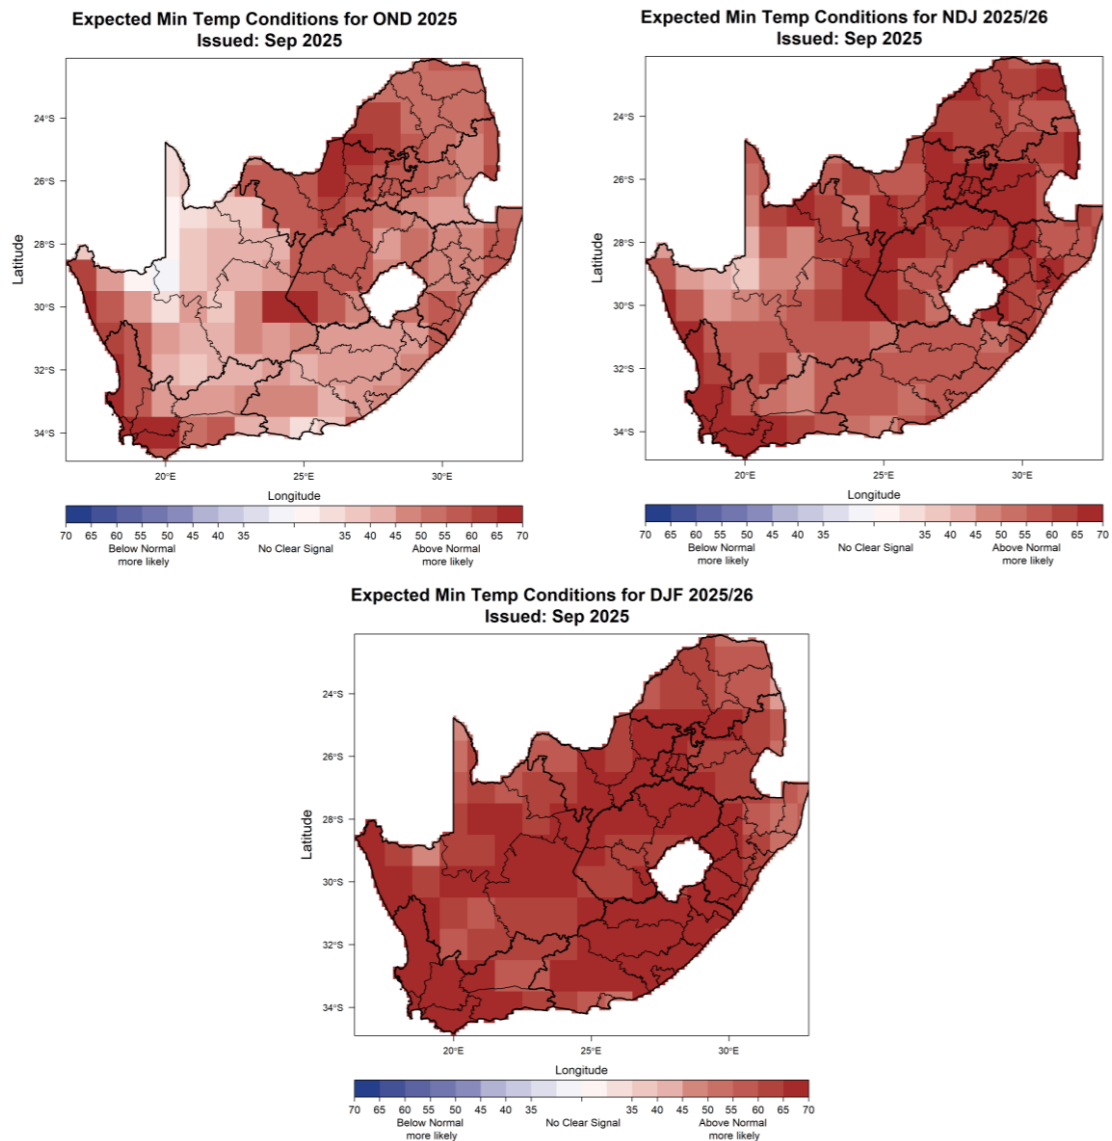 Expected Min Temp Conditions for OND 2025
Issued: Sep 2025
Latitude
24°S
26°S
28°S
30°S
32°S
34°S
20°E
25°E
30°E
Longitude
70 65 60 55 50 45 40 35 35 40 45 50 55 60 65 70
Below Normal No Clear Signal Above Normal
more likely more likely
Expected Min Temp Conditions for NDJ 2025/26
Issued: Sep 2025
Latitude
24°S
26°S
28°S
30°S
32°S
34°S
20°E
25°E
30°E
Longitude
70 65 60 55 50 45 40 35 35 40 45 50 55 60 65 70
Below Normal No Clear Signal Above Normal
more likely more likely
Expected Min Temp Conditions for DJF 2025/26
Issued: Sep 2025
Latitude
24°S
26°S
28°S
30°S
32°S
34°S
20°E
25°E
30°E
Longitude
70 65 60 55 50 45 40 35 35 40 45 50 55 60 65 70
Below Normal No Clear Signal Above Normal
more likely more likely